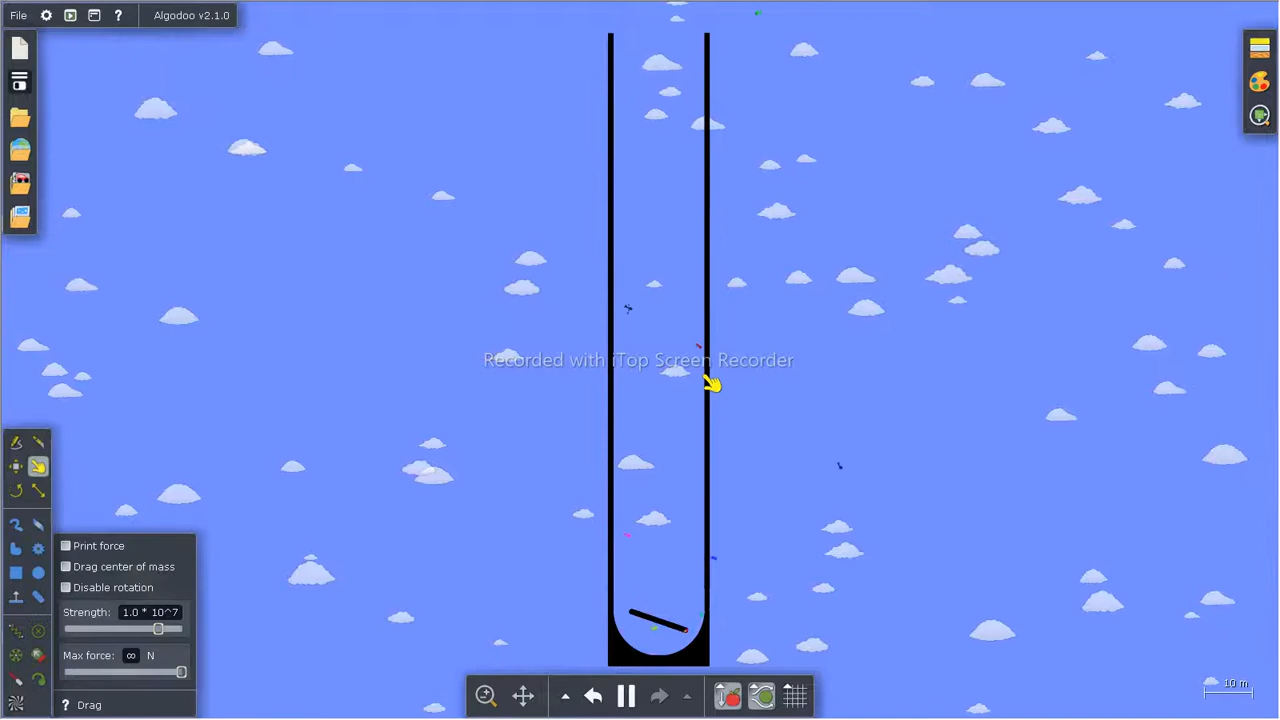 File ? Algodoo v2.1.0
Recorded with iTop Screen Recorder
Print force
Drag center of mass
Disable rotation
Strength: 1.0 * 10^7
Max force: ∞ N
? Drag
10 m